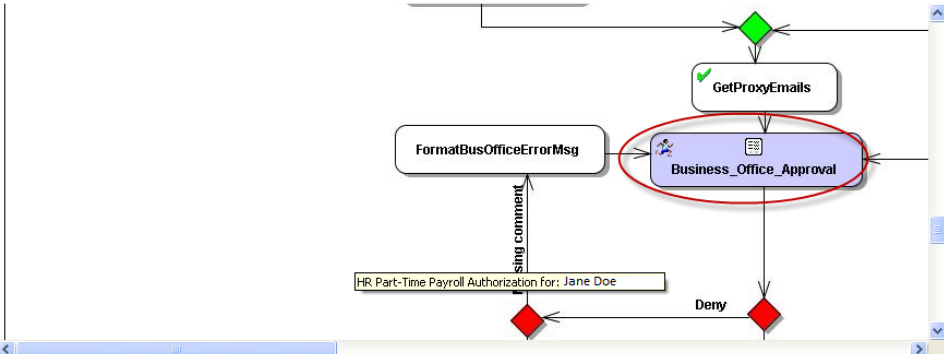 GetProxyEmails
FormatBusOfficeErrorMsg
Business_Office_Approval
sing comment
HR Part-Time Payroll Authorization for: Jane Doe
Deny